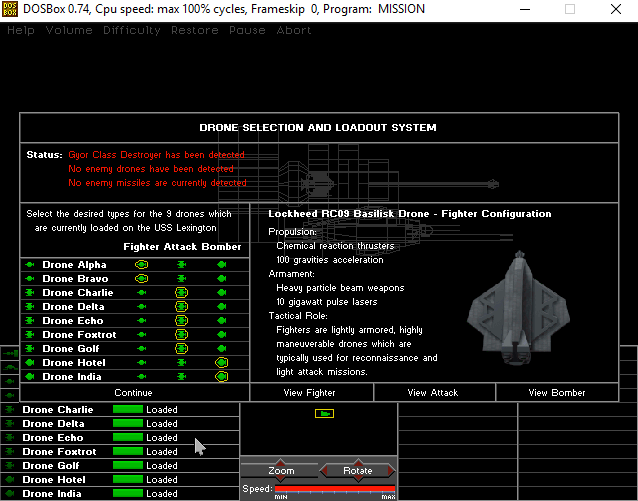 DOSBox 0.74, Cpu speed: max 100% cycles, Frameskip 0, Program: MISSION
Help Volume Difficulty Restore Pause Abort
DRONE SELECTION AND LOADOUT SYSTEM
Status: Gyor Class Destroyer has been detected
No enemy drones have been detected
No enemy missiles are currently detected
Select the desired types for the 9 drones which
are currently loaded on the USS Lexington
Fighter Attack Bomber
Drone Alpha
Drone Bravo
Drone Charlie
Drone Delta
Drone Echo
Drone Foxtrot
Drone Golf
Drone Hotel
Drone India
Continue
Lockheed RC09 Basilisk Drone - Fighter Configuration
Propulsion:
Chemical reaction thrusters
100 gravities acceleration
Armament:
Heavy particle beam weapons
10 gigawatt pulse lasers
Tactical Role:
Fighters are lightly armored, highly
maneuverable drones which are
typically used for reconnaissance and
light attack missions.
View Fighter View Attack View Bomber
Drone Charlie Loaded
Drone Delta Loaded
Drone Echo Loaded
Drone Foxtrot Loaded
Drone Golf Loaded
Drone Hotel Loaded
Drone India Loaded
Zoom Rotate
Speed:
MIN MAX